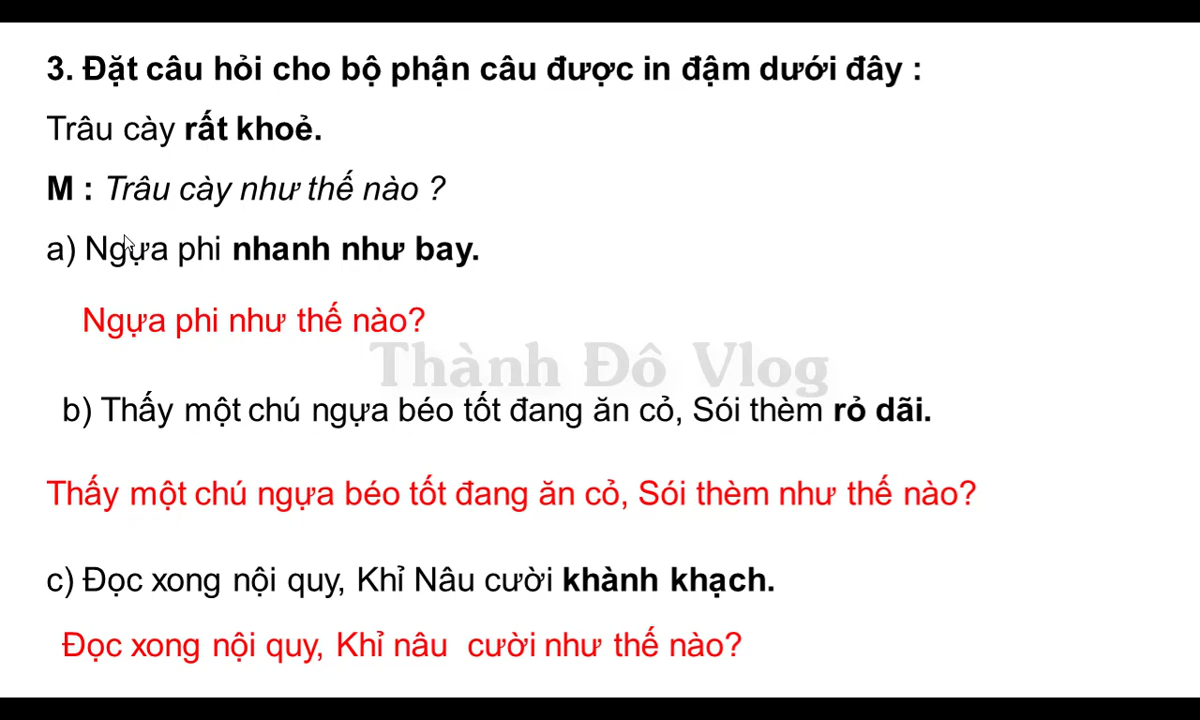 3. Đặt câu hỏi cho bộ phận câu được in đậm dưới đây :
Trâu cày rất khoẻ.
M : Trâu cày như thế nào ?
a) Ngựa phi nhanh như bay.
Ngựa phi như thế nào?
Thành Đô Vlog
b) Thấy một chú ngựa béo tốt đang ăn cỏ, Sói thèm rỏ dãi.
Thấy một chú ngựa béo tốt đang ăn cỏ, Sói thèm như thế nào?
c) Đọc xong nội quy, Khỉ Nâu cười khành khạch.
Đọc xong nội quy, Khỉ nâu cười như thế nào?